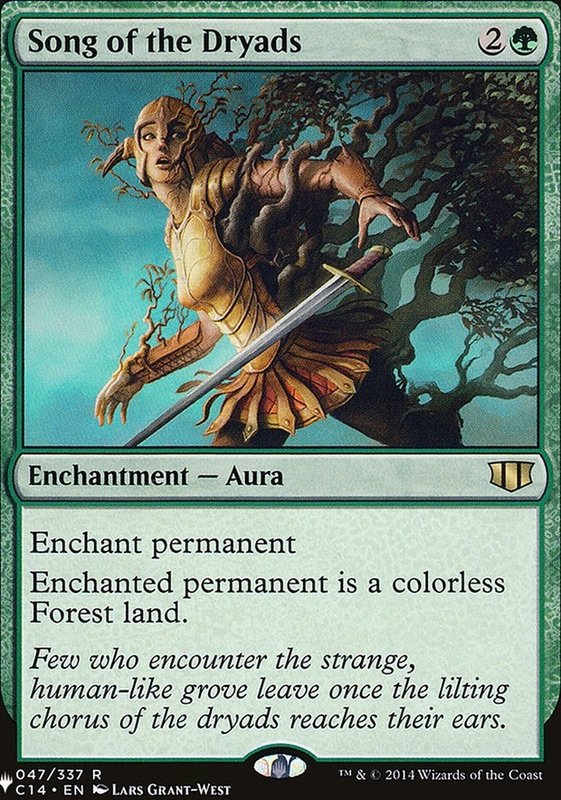 Song of the Dryads 2
Enchantment — Aura
Enchant permanent
Enchanted permanent is a colorless
Forest land.
Few who encounter the strange,
human-like grove leave once the lilting
chorus of the dryads reaches their ears.
047/337 R
C14 • EN Lars Grant-West
™ & © 2014 Wizards of the Coast